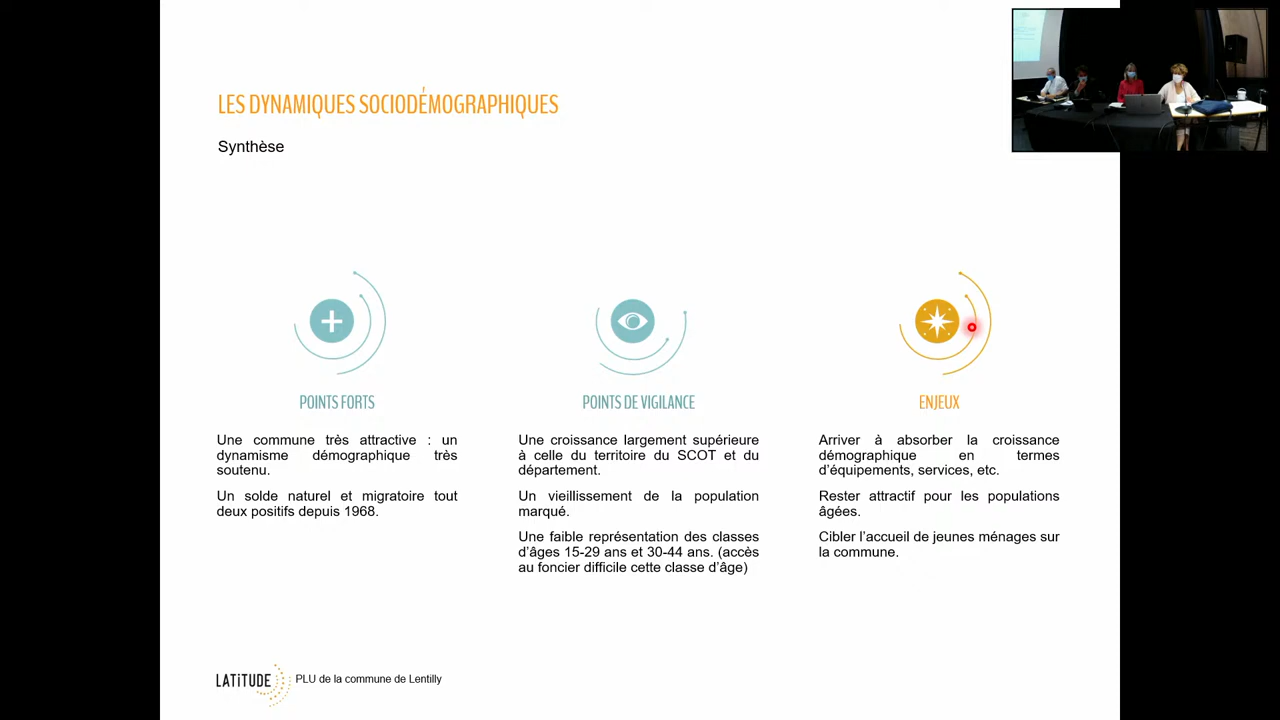 LES DYNAMIQUES SOCIODÉMOGRAPHIQUES
Synthèse
POINTS FORTS
Une commune très attractive : un
dynamisme démographique très
soutenu.
Un solde naturel et migratoire tout
deux positifs depuis 1968.
POINTS DE VIGILANCE
Une croissance largement supérieure
à celle du territoire du SCOT et du
département.
Un vieillissement de la population
marqué.
Une faible représentation des classes
d'âges 15-29 ans et 30-44 ans. (accès
au foncier difficile cette classe d'âge)
ENJEUX
Arriver à absorber la croissance
démographique en termes
d'équipements, services, etc.
Rester attractif pour les populations
âgées.
Cibler l'accueil de jeunes ménages sur
la commune.
LATITUDE
PLU de la commune de Lentilly